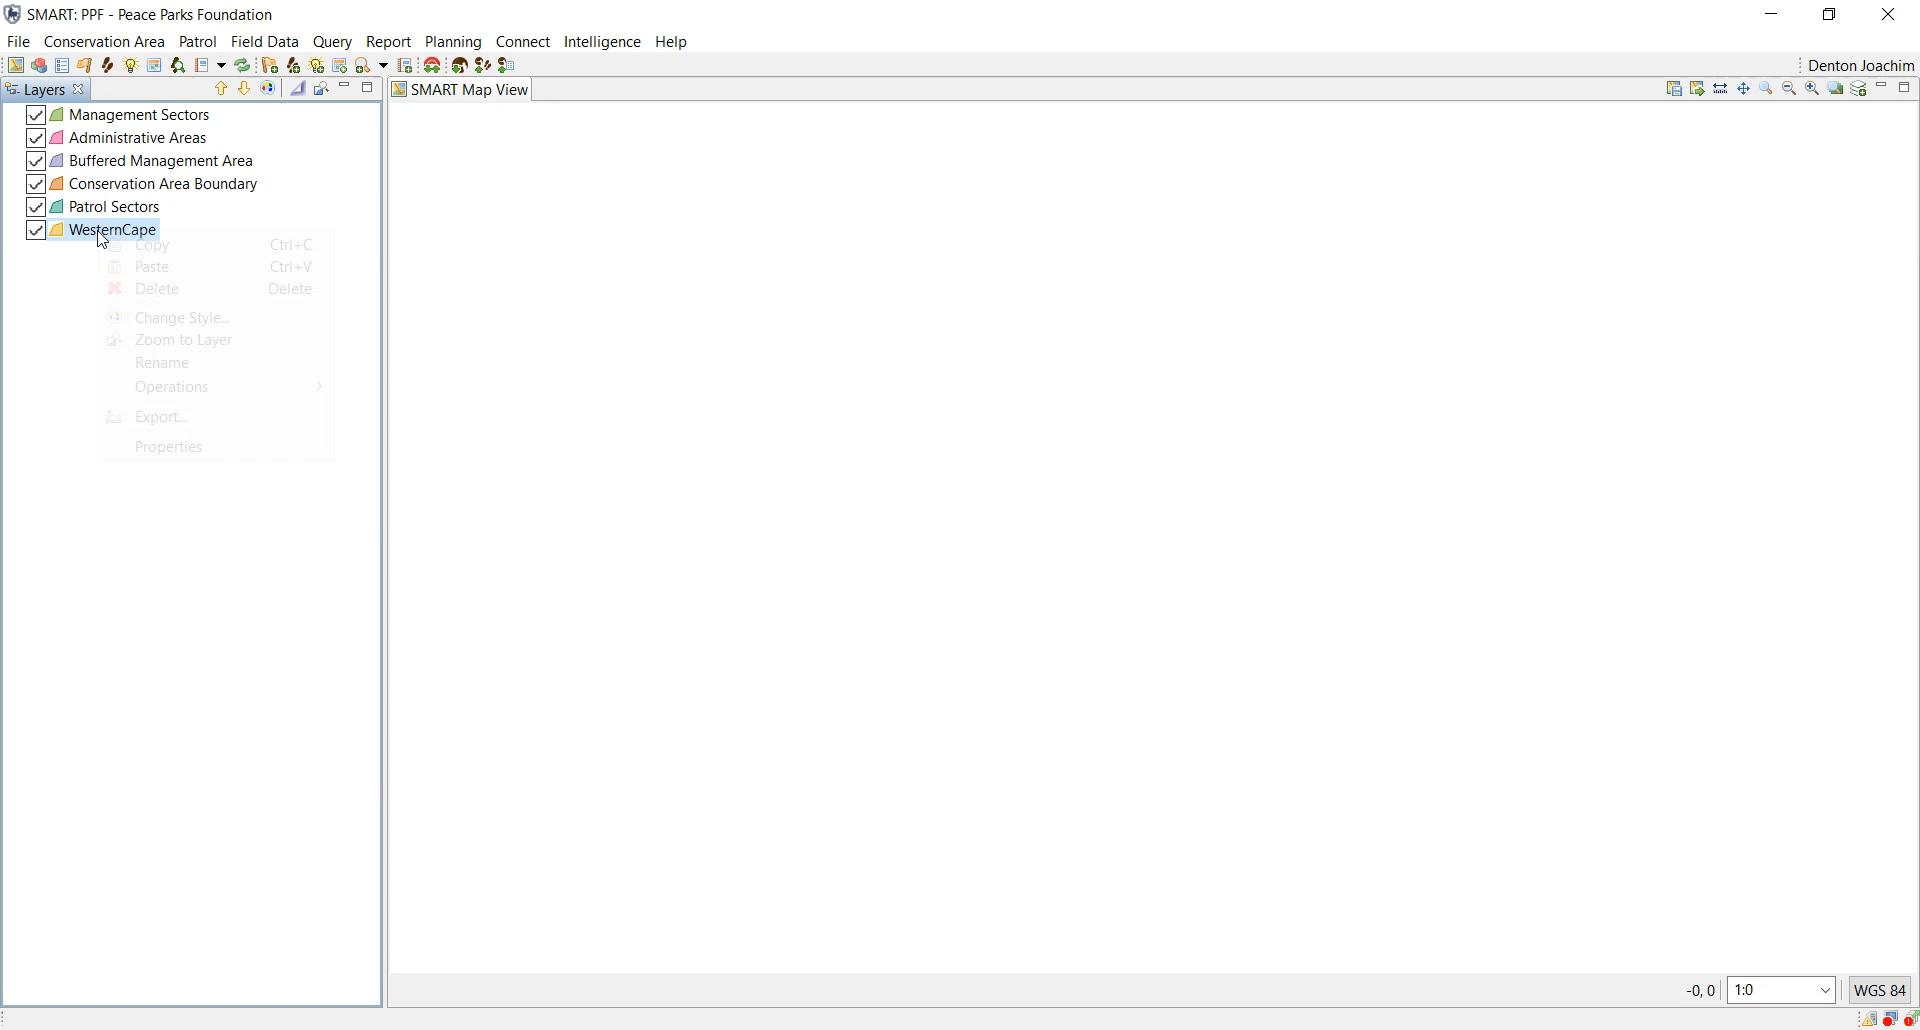 SMART: PPF - Peace Parks Foundation
File Conservation Area Patrol Field Data Query Report Planning Connect Intelligence Help
Denton Joachim
Layers
SMART Map View
Management Sectors
Administrative Areas
Buffered Management Area
Conservation Area Boundary
Patrol Sectors
WesternCape
Copy Ctrl+C
Paste Ctrl+V
Delete Delete
Change Style...
Zoom to Layer
Rename
Operations
Export...
Properties
-0, 0 1:0 WGS 84